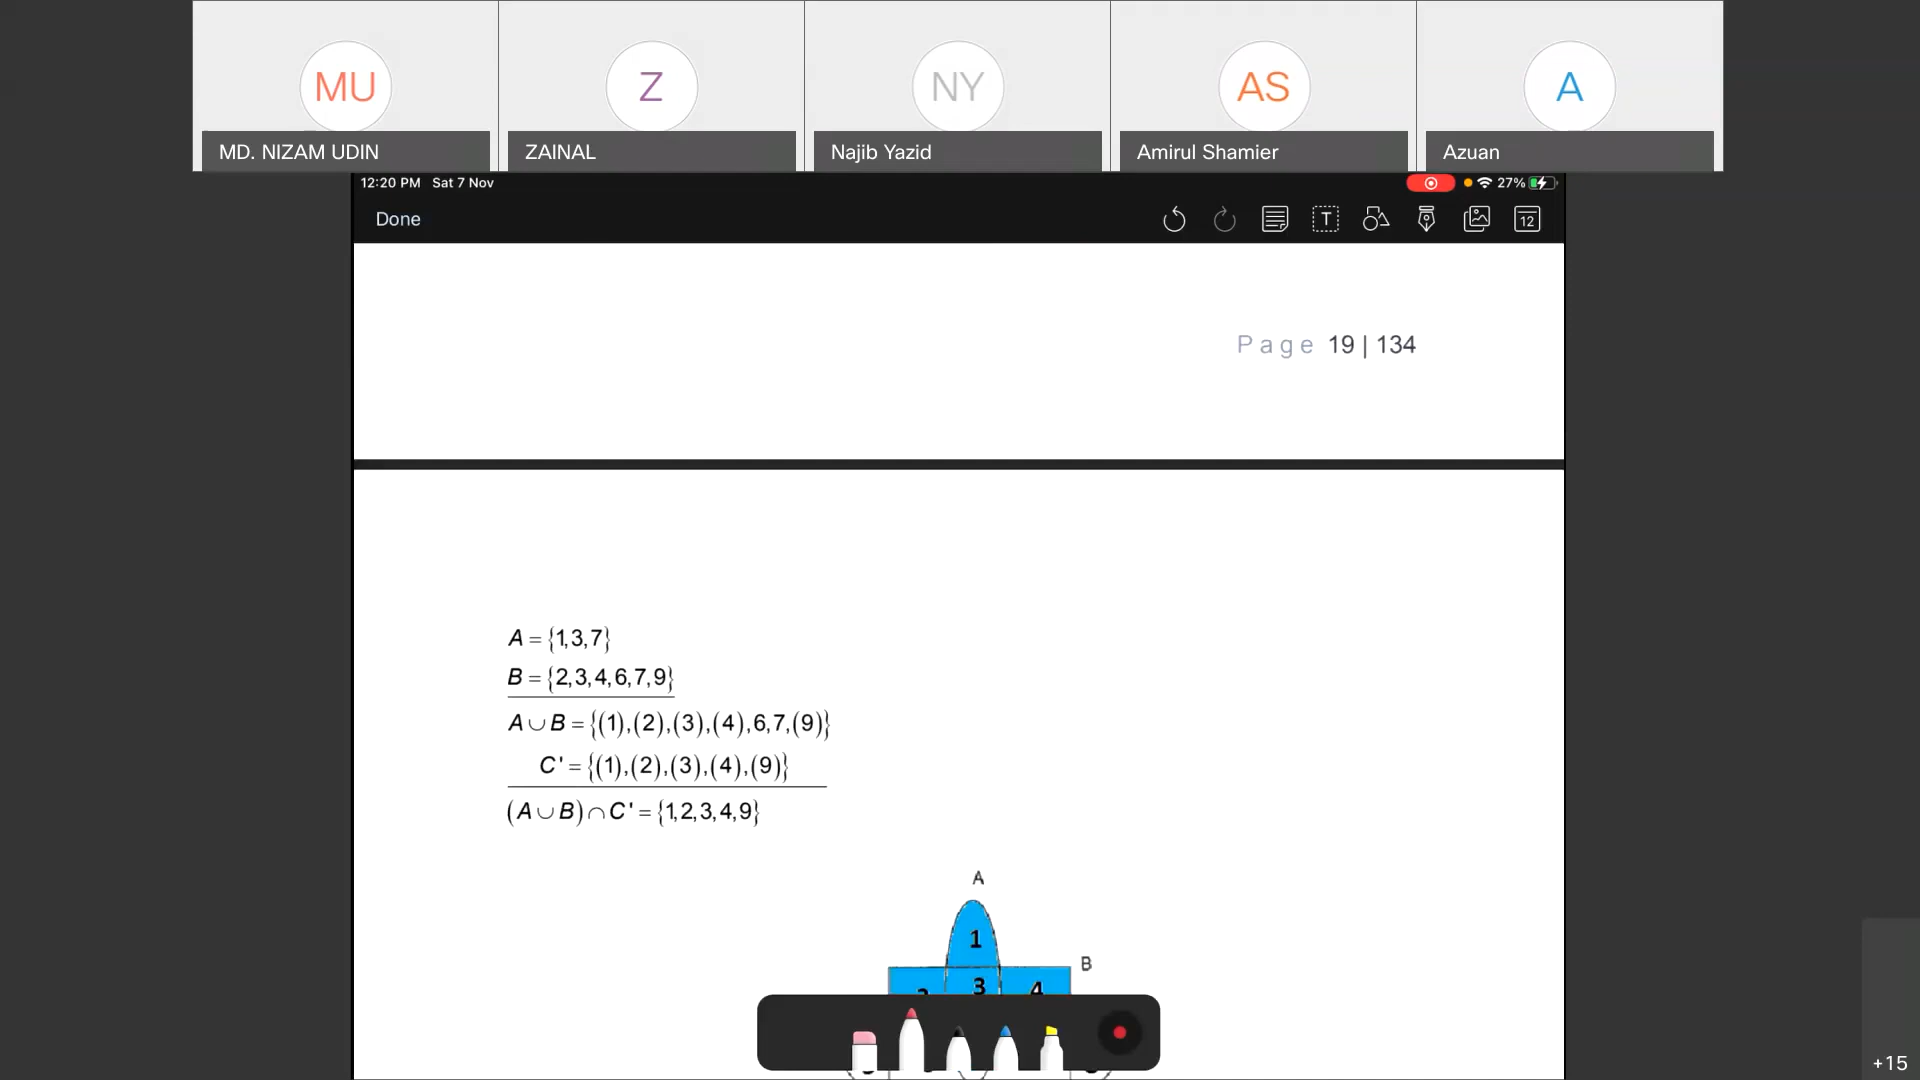 MU
Z
NY
AS
A
MD. NIZAM UDIN
ZAINAL
Najib Yazid
Amirul Shamier
Azuan
12:20 PM Sat 7 Nov
27%
Done
T
12
Page 19 | 134
A = {1,3,7}
B = {2,3,4,6,7,9}
A∪B = {(1),(2),(3),(4),6,7,(9)}
C' = {(1),(2),(3),(4),(9)}
(A∪B)∩C' = {1,2,3,4,9}
A
1
B
3 4
+15